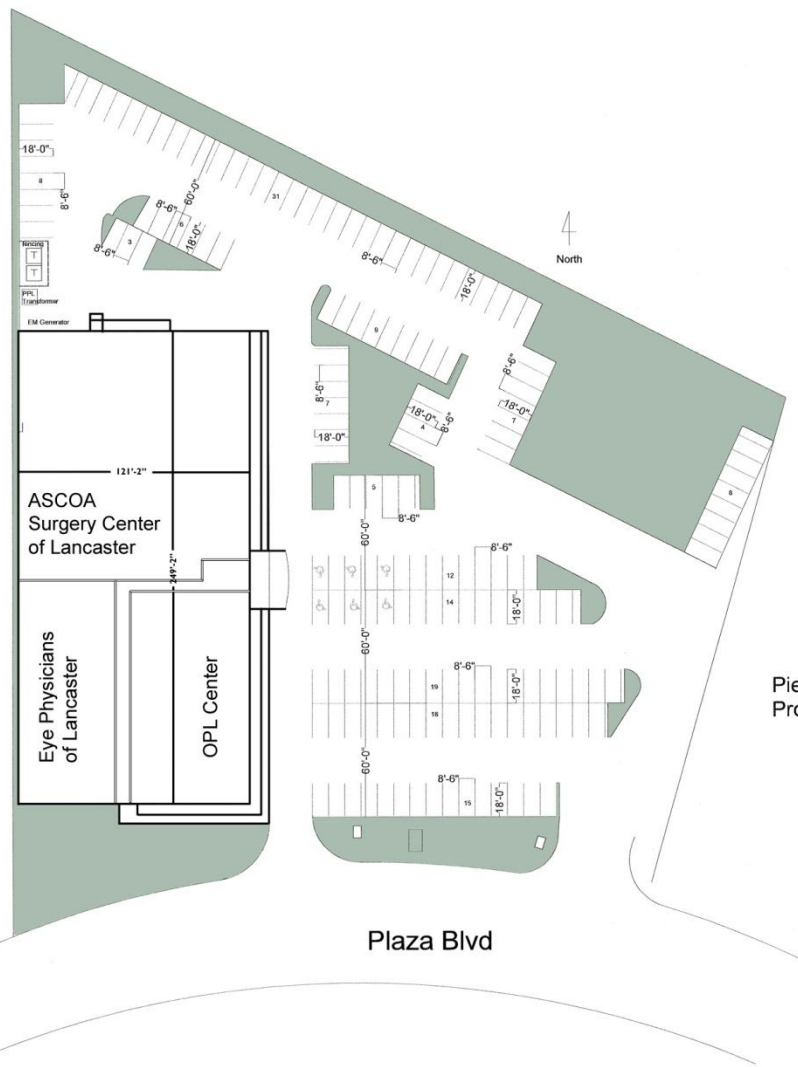 18'-0"
8
8'-6"
60'-0"
31
8'-6"
6
3
18'-0"
8'-6"
8'-6"
18'-0"
North
fencing
T
T
PPL
Transformer
EM Generator
9
8'-6"
7
18'-0"
8'-6"
18'-0"
7
18'-0"
8'-6"
4
121'-2"
5
8'-6"
60'-0"
ASCOA
Surgery Center
of Lancaster
249'-2"
8'-6"
12
14
18'-0"
60'-0"
Eye Physicians
of Lancaster
OPL Center
8'-6"
19
18'-0"
18
Pie
Pro
60'-0"
8'-6"
15
18'-0"
Plaza Blvd